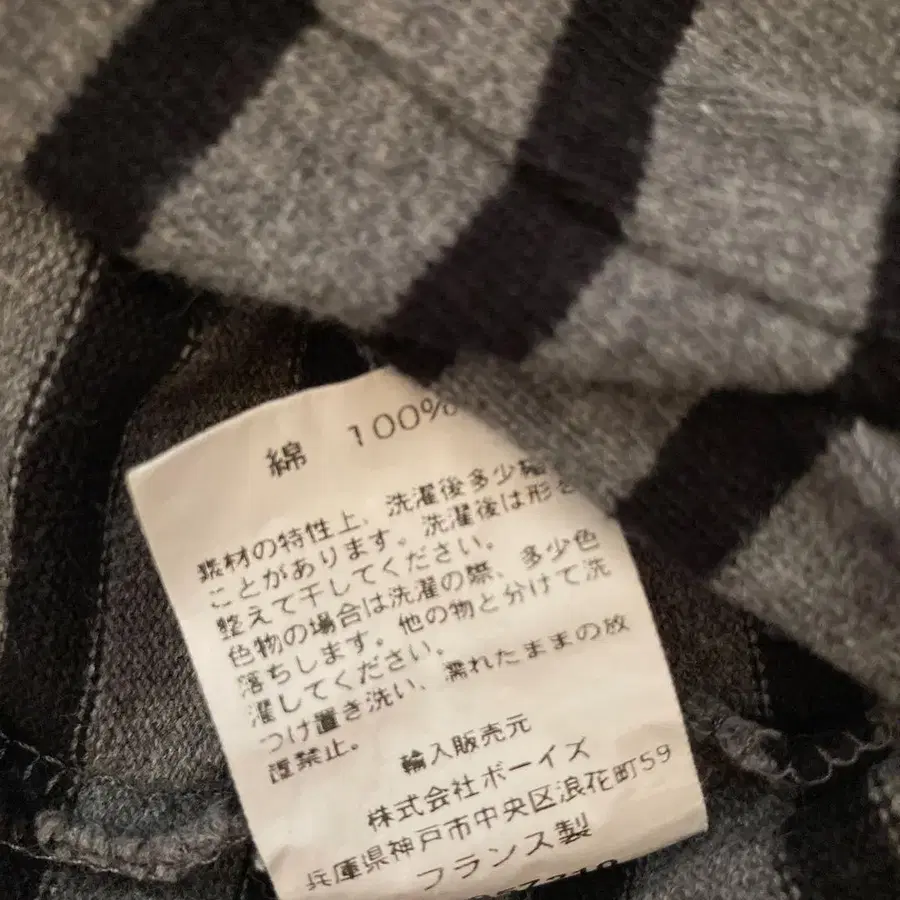 綿 100%
素材の特性上、洗濯後多少縮
ことがあります。洗濯後は形を
整えて干してください。
色物の場合は洗濯の際、多少色
落ちします。他の物と分けて洗
濯してください。
つけ置き洗い、濡れたままの放
置禁止。
輸入販売元
株式会社ボーイズ
兵庫県神戸市中央区浪花町59
フランス製